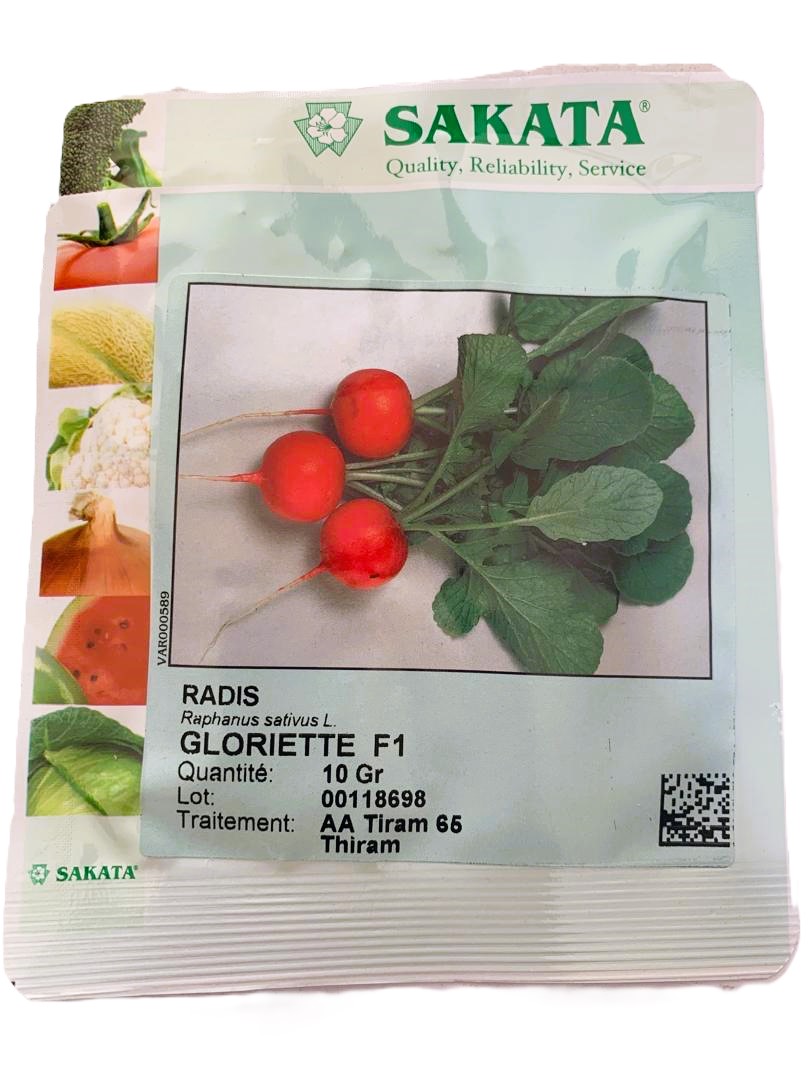 SAKATA®
Quality, Reliability, Service
VAR000589
RADIS
Raphanus sativus L.
GLORIETTE F1
Quantité: 10 Gr
Lot: 00118698
Traitement: AA Tiram 65
Thiram
SAKATA®